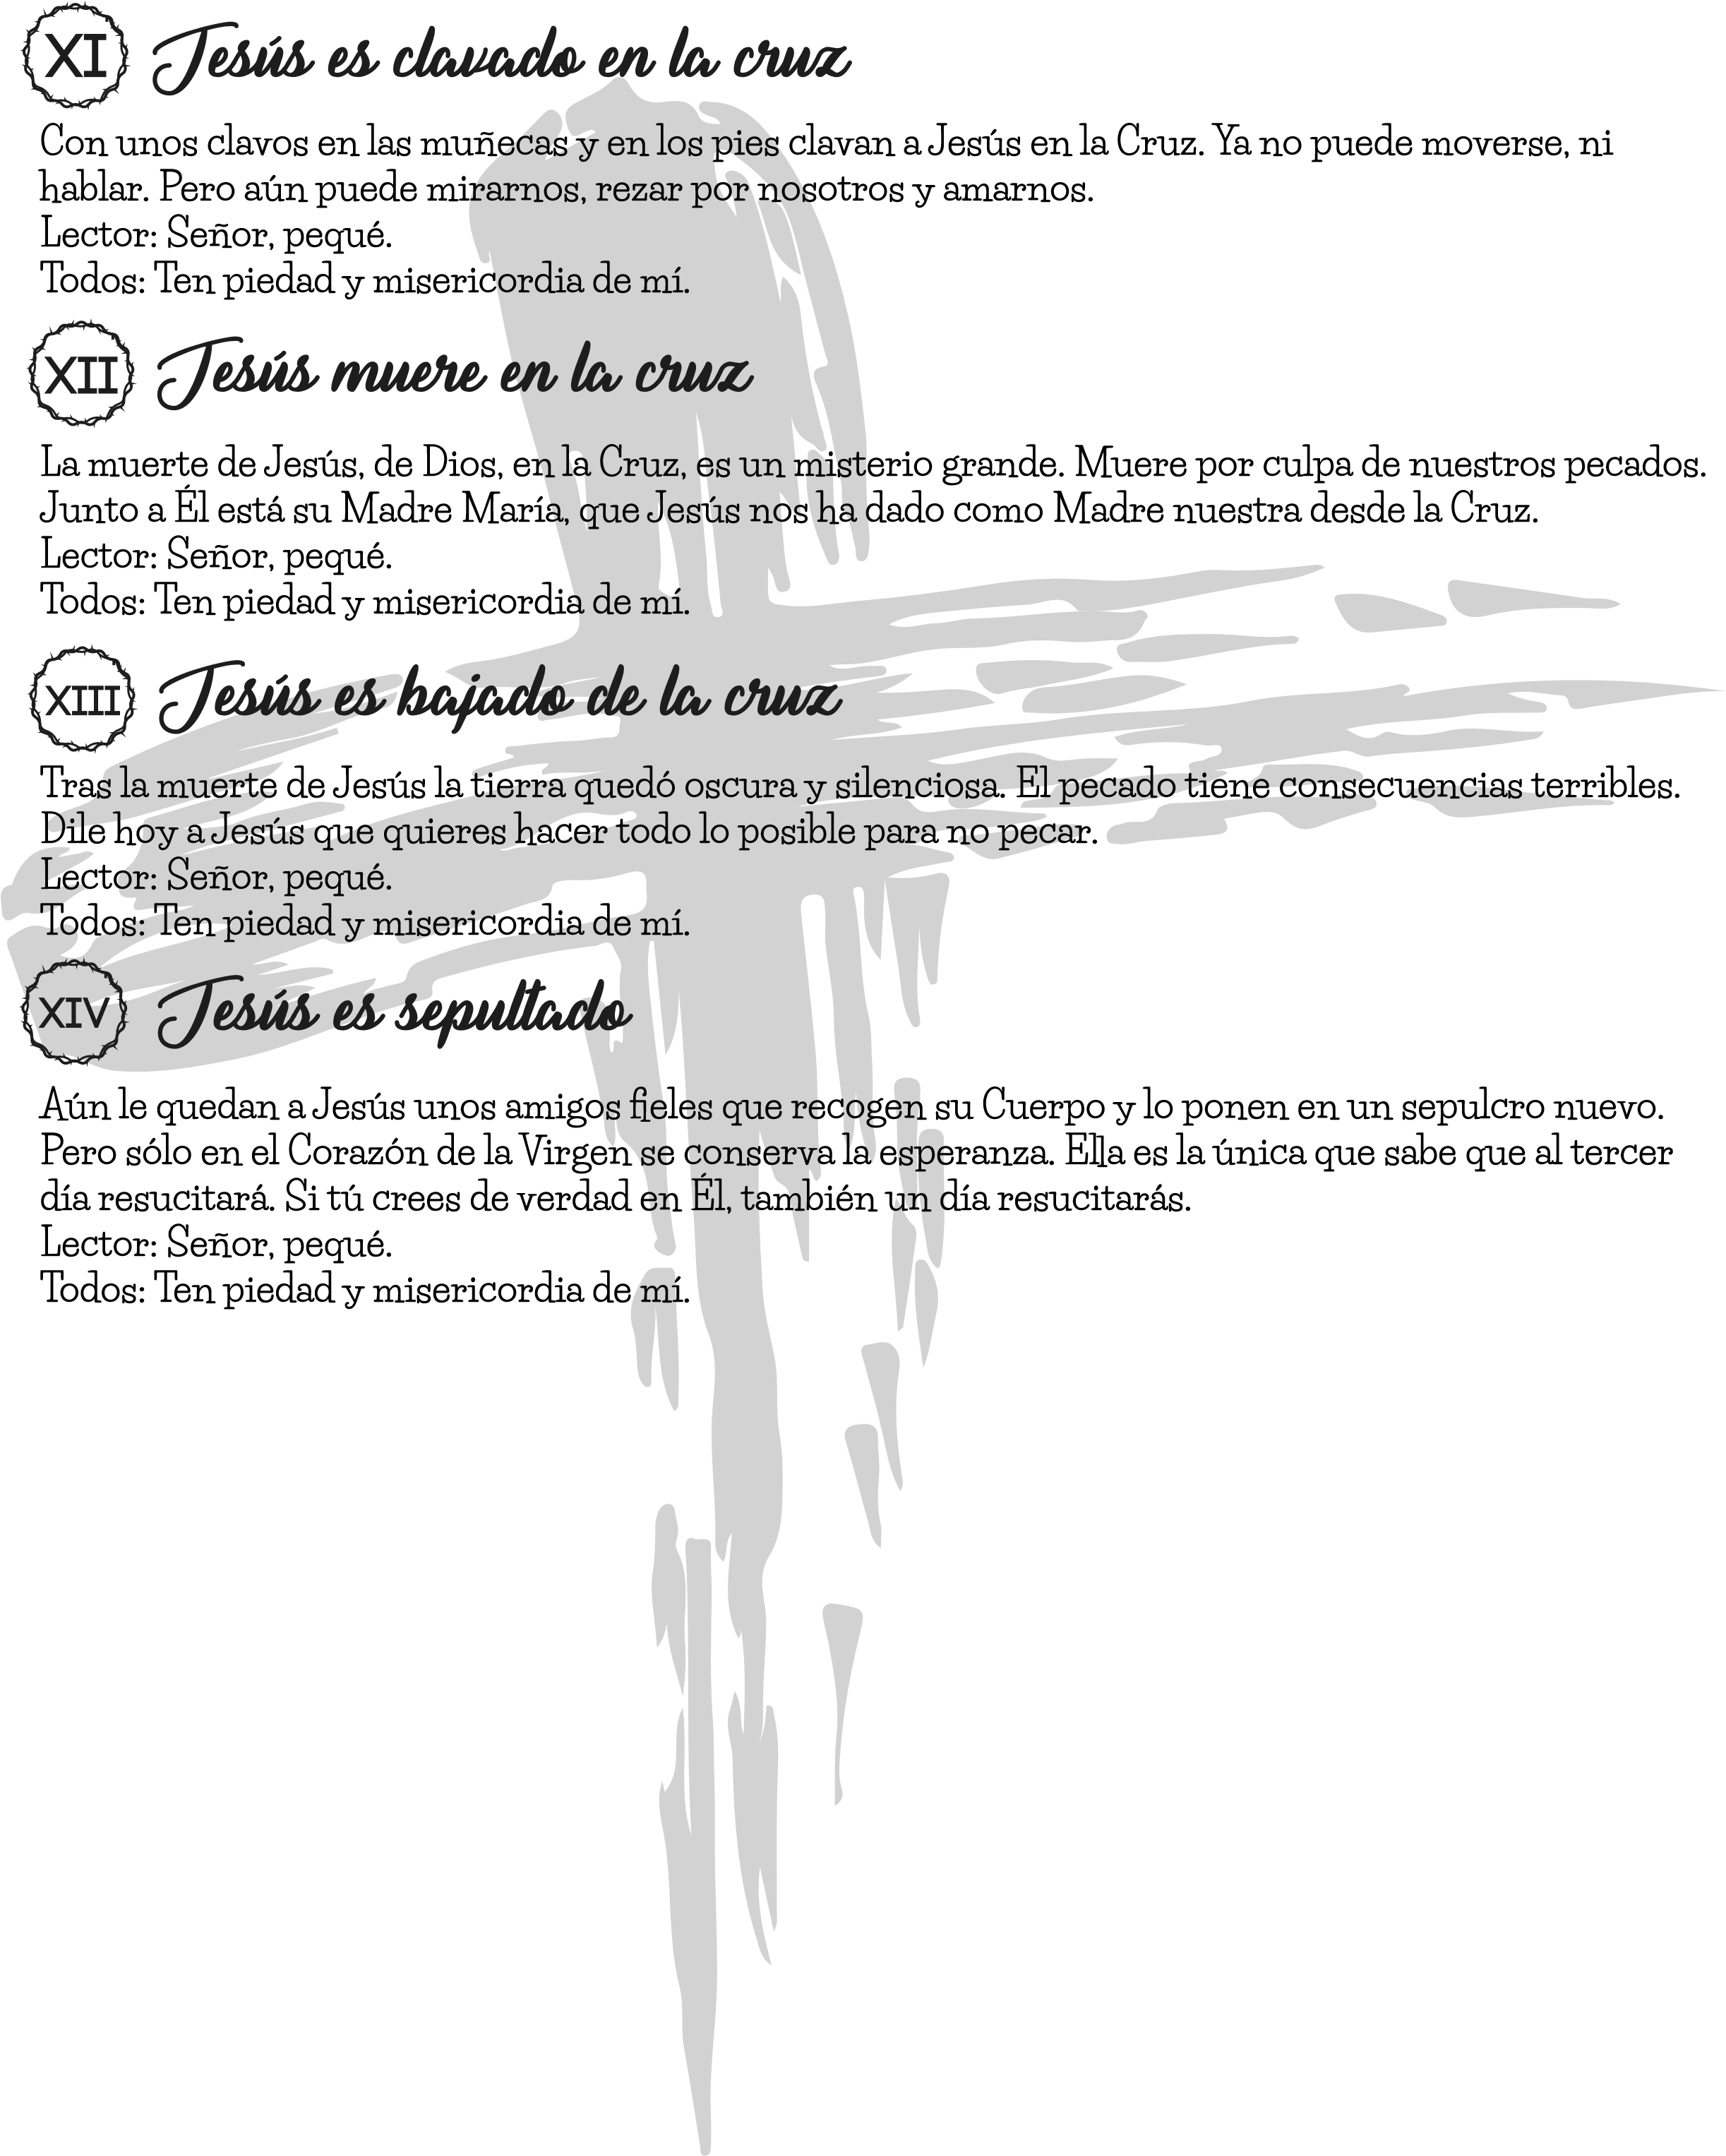 XI Jesús es clavado en la cruz
Con unos clavos en las muñecas y en los pies clavan a Jesús en la Cruz. Ya no puede moverse, ni
hablar. Pero aún puede mirarnos, rezar por nosotros y amarnos.
Lector: Señor, pequé.
Todos: Ten piedad y misericordia de mí.
XII Jesús muere en la cruz
La muerte de Jesús, de Dios, en la Cruz, es un misterio grande. Muere por culpa de nuestros pecados.
Junto a Él está su Madre María, que Jesús nos ha dado como Madre nuestra desde la Cruz.
Lector: Señor, pequé.
Todos: Ten piedad y misericordia de mí.
XIII Jesús es bajado de la cruz
Tras la muerte de Jesús la tierra quedó oscura y silenciosa. El pecado tiene consecuencias terribles.
Dile hoy a Jesús que quieres hacer todo lo posible para no pecar.
Lector: Señor, pequé.
Todos: Ten piedad y misericordia de mí.
XIV Jesús es sepultado
Aún le quedan a Jesús unos amigos fieles que recogen su Cuerpo y lo ponen en un sepulcro nuevo.
Pero sólo en el Corazón de la Virgen se conserva la esperanza. Ella es la única que sabe que al tercer
día resucitará. Si tú crees de verdad en Él, también un día resucitarás.
Lector: Señor, pequé.
Todos: Ten piedad y misericordia de mí.